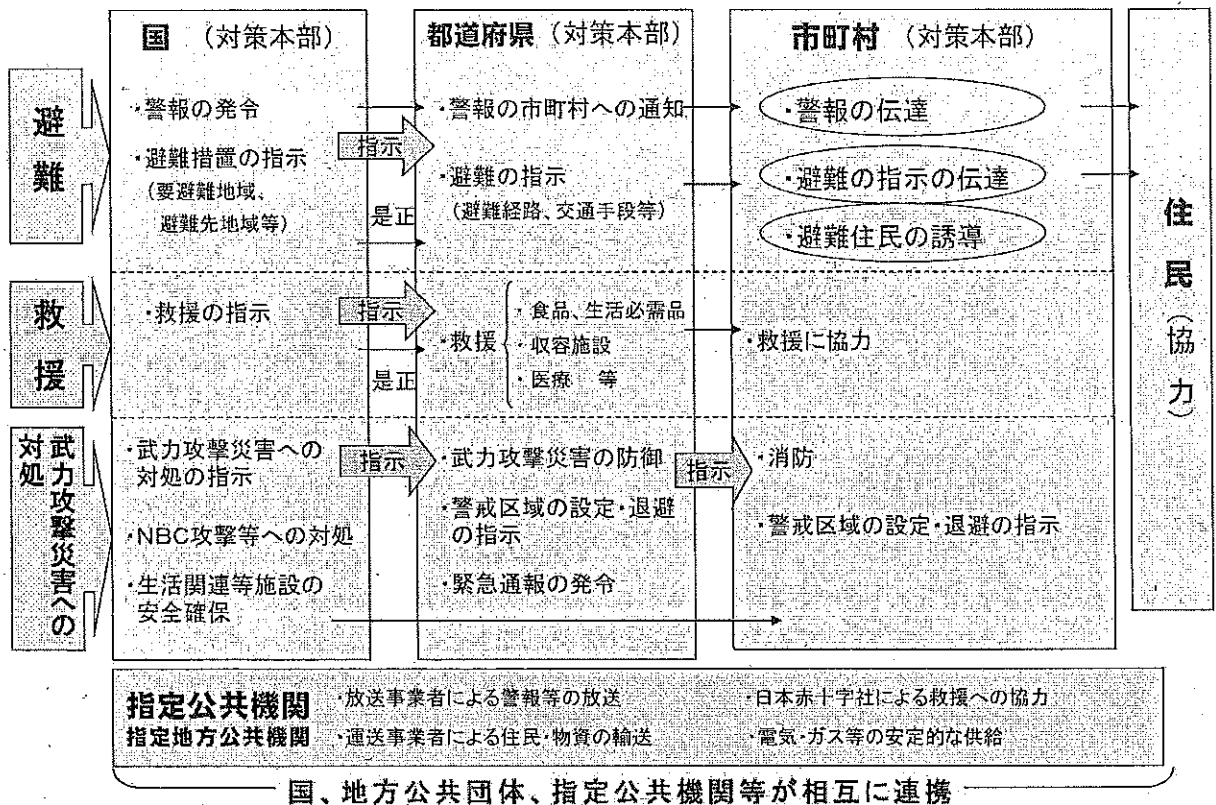 国 (対策本部)
都道府県 (対策本部)
市町村 (対策本部)
避難
・警報の発令
・避難措置の指示
(要避難地域、
避難先地域等)
指示
是正
・警報の市町村への通知
・避難の指示
(避難経路、交通手段等)
・警報の伝達
・避難の指示の伝達
・避難住民の誘導
救援
・救援の指示
指示
是正
・救援
・食品、生活必需品
・収容施設
・医療 等
・救援に協力
武力攻撃災害への
対処
・武力攻撃災害への
対処の指示
・NBC攻撃等への対処
・生活関連等施設の
安全確保
指示
・武力攻撃災害の防御
・警戒区域の設定・退避
の指示
・緊急通報の発令
指示
・消防
・警戒区域の設定・退避の指示
住民(協力)
指定公共機関
指定地方公共機関
・放送事業者による警報等の放送
・日本赤十字社による救援への協力
・運送事業者による住民・物資の輸送
・電気・ガス等の安定的な供給
国、地方公共団体、指定公共機関等が相互に連携